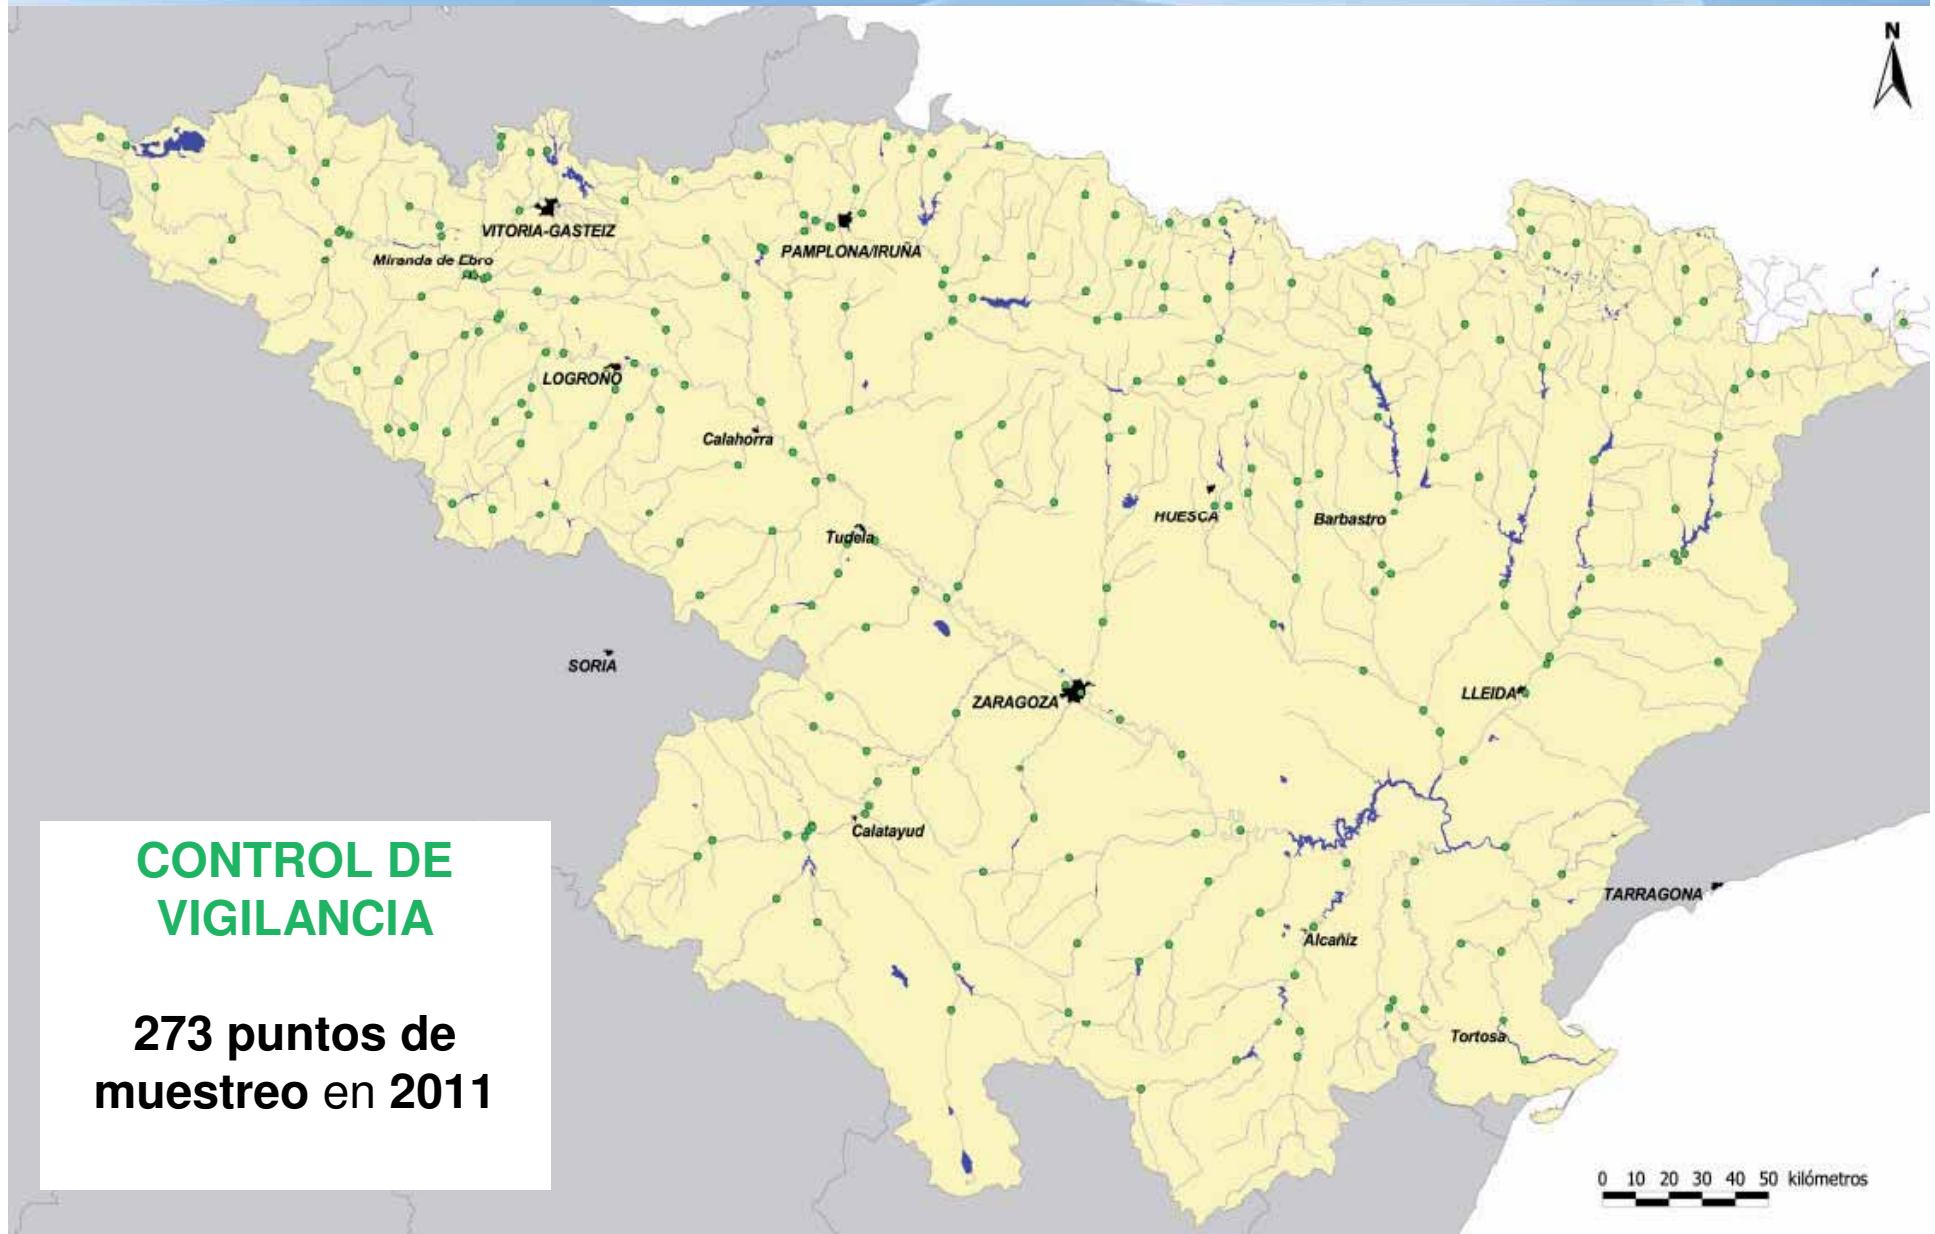 N
VITORIA-GASTEIZ
PAMPLONA/IRUÑA
Miranda de Ebro
LOGROÑO
Calahorra
HUESCA
Barbastro
Tudela
SORIA
ZARAGOZA
LLEIDA
Calatayud
TARRAGONA
Alcañiz
Tortosa
CONTROL DE
VIGILANCIA
273 puntos de
muestreo en 2011
0 10 20 30 40 50 kilómetros